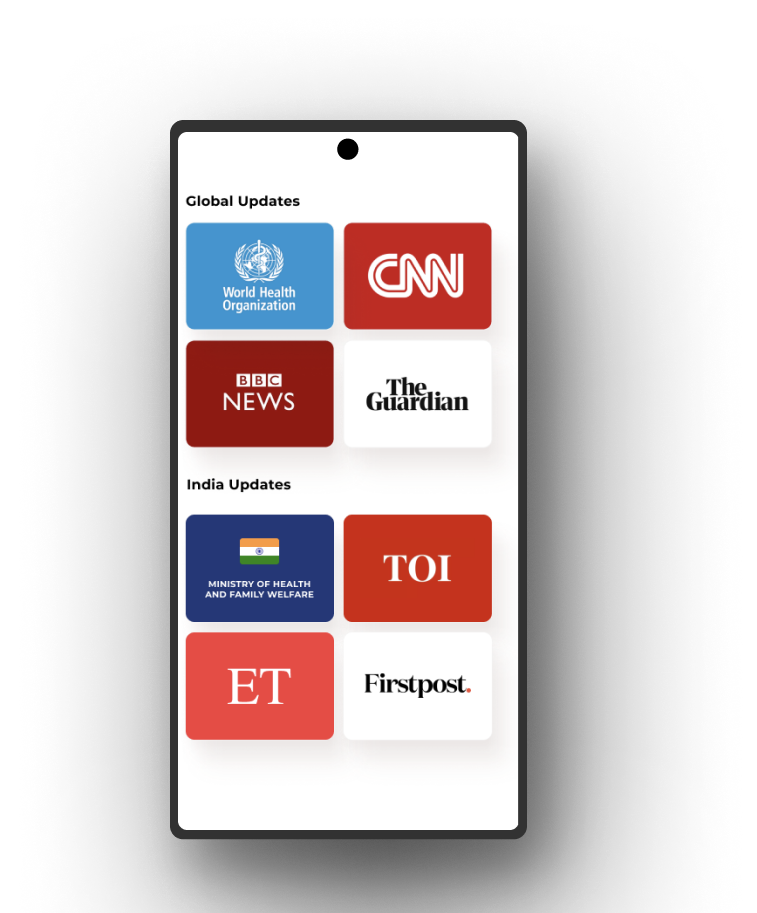 Global Updates
World Health
Organization
CNN
BBC
NEWS
The
Guardian
India Updates
MINISTRY OF HEALTH
AND FAMILY WELFARE
TOI
ET
Firstpost.